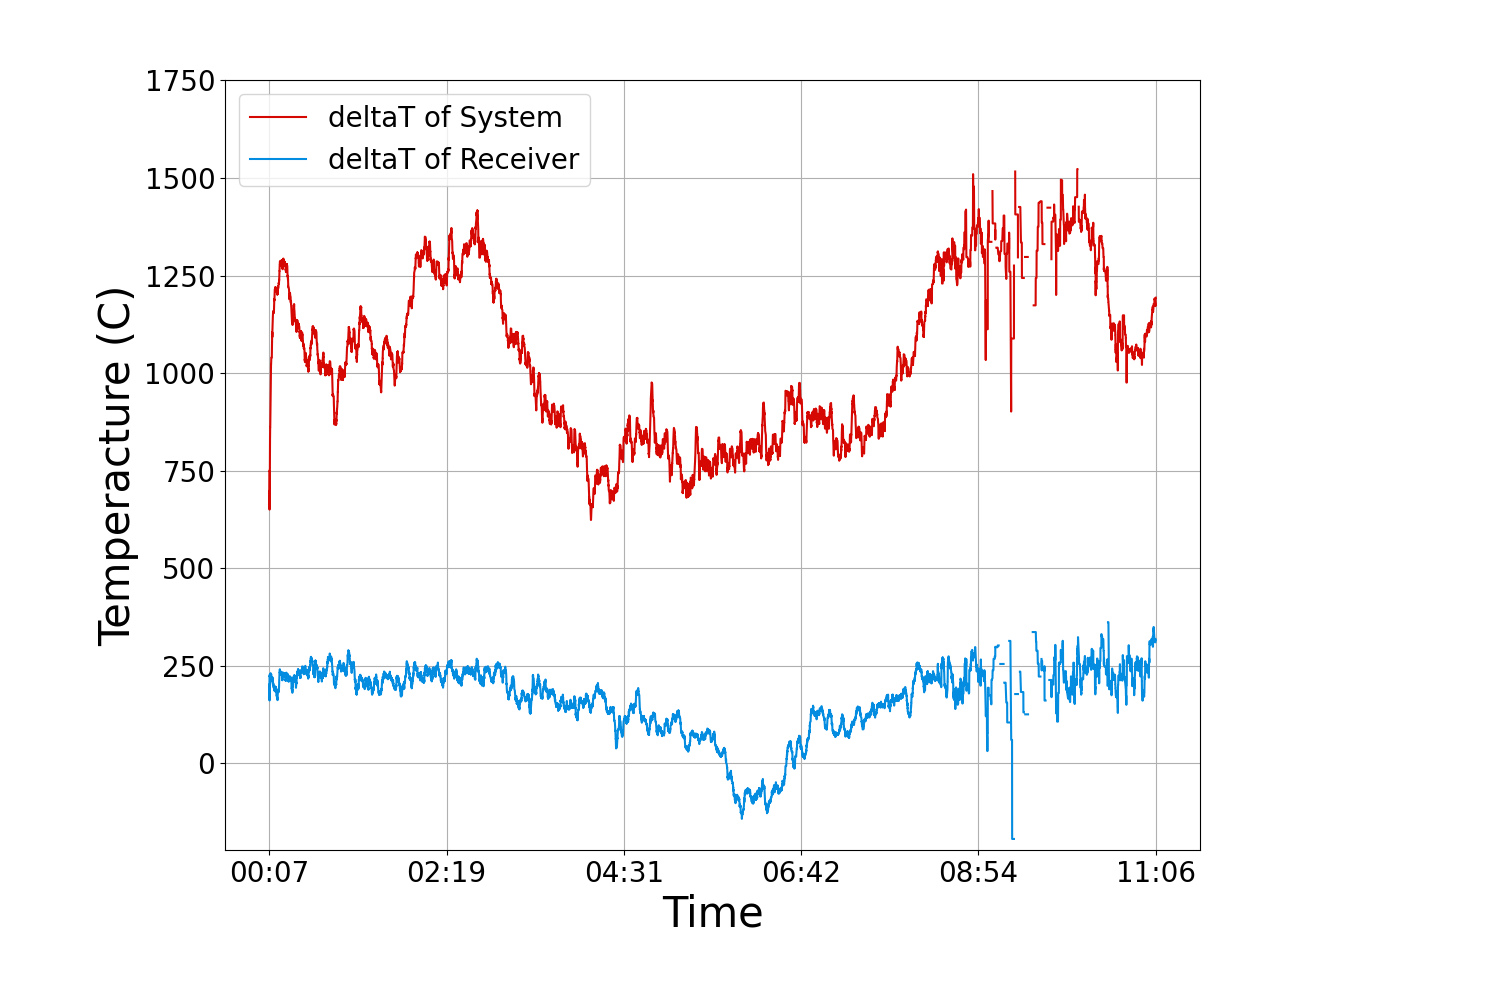 1750
1500
1250
1000
750
500
250
0
Temperacture (C)
deltaT of System
deltaT of Receiver
00:07 02:19 04:31 06:42 08:54 11:06
Time